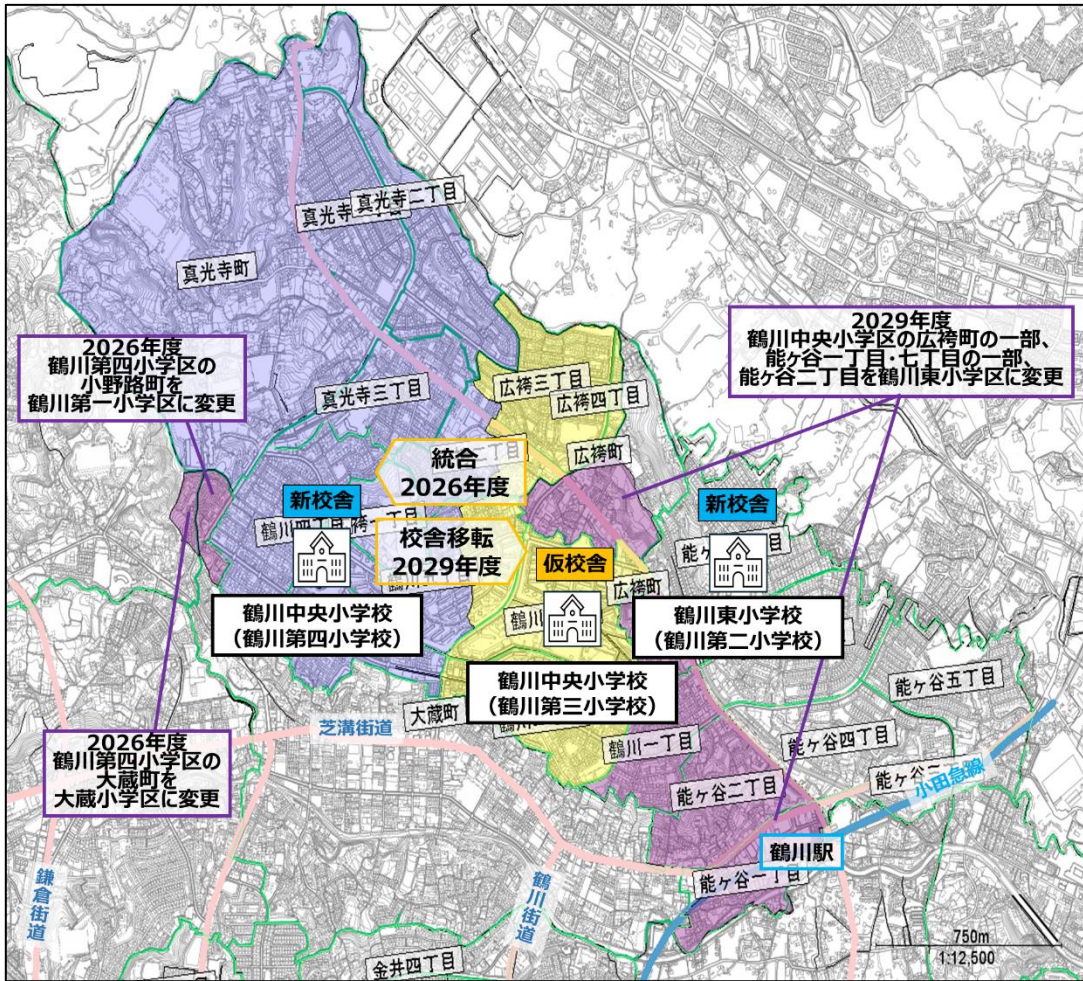 真光寺二丁目
真光寺町
2026年度
鶴川第四小学区の
小野路町を
鶴川第一小学区に変更
2029年度
鶴川中央小学区の広袴町の一部、
能ヶ谷一丁目・七丁目の一部、
能ヶ谷二丁目を鶴川東小学区に変更
真光寺三丁目
広袴三丁目
広袴四丁目
広袴町
統合
2026年度
新校舎
新校舎
鶴川四丁目
校舎移転
2029年度
仮校舎
広袴町
鶴川中央小学校
(鶴川第四小学校)
鶴川東小学校
(鶴川第二小学校)
鶴川中央小学校
(鶴川第三小学校)
能ヶ谷五丁目
大蔵町
芝溝街道
鶴川一丁目
能ヶ谷四丁目
能ヶ谷二丁目
小田急線
2026年度
鶴川第四小学区の
大蔵町を
大蔵小学区に変更
鶴川駅
能ヶ谷一丁目
鎌倉街道
鶴川街道
金井四丁目
750m
1:12,500